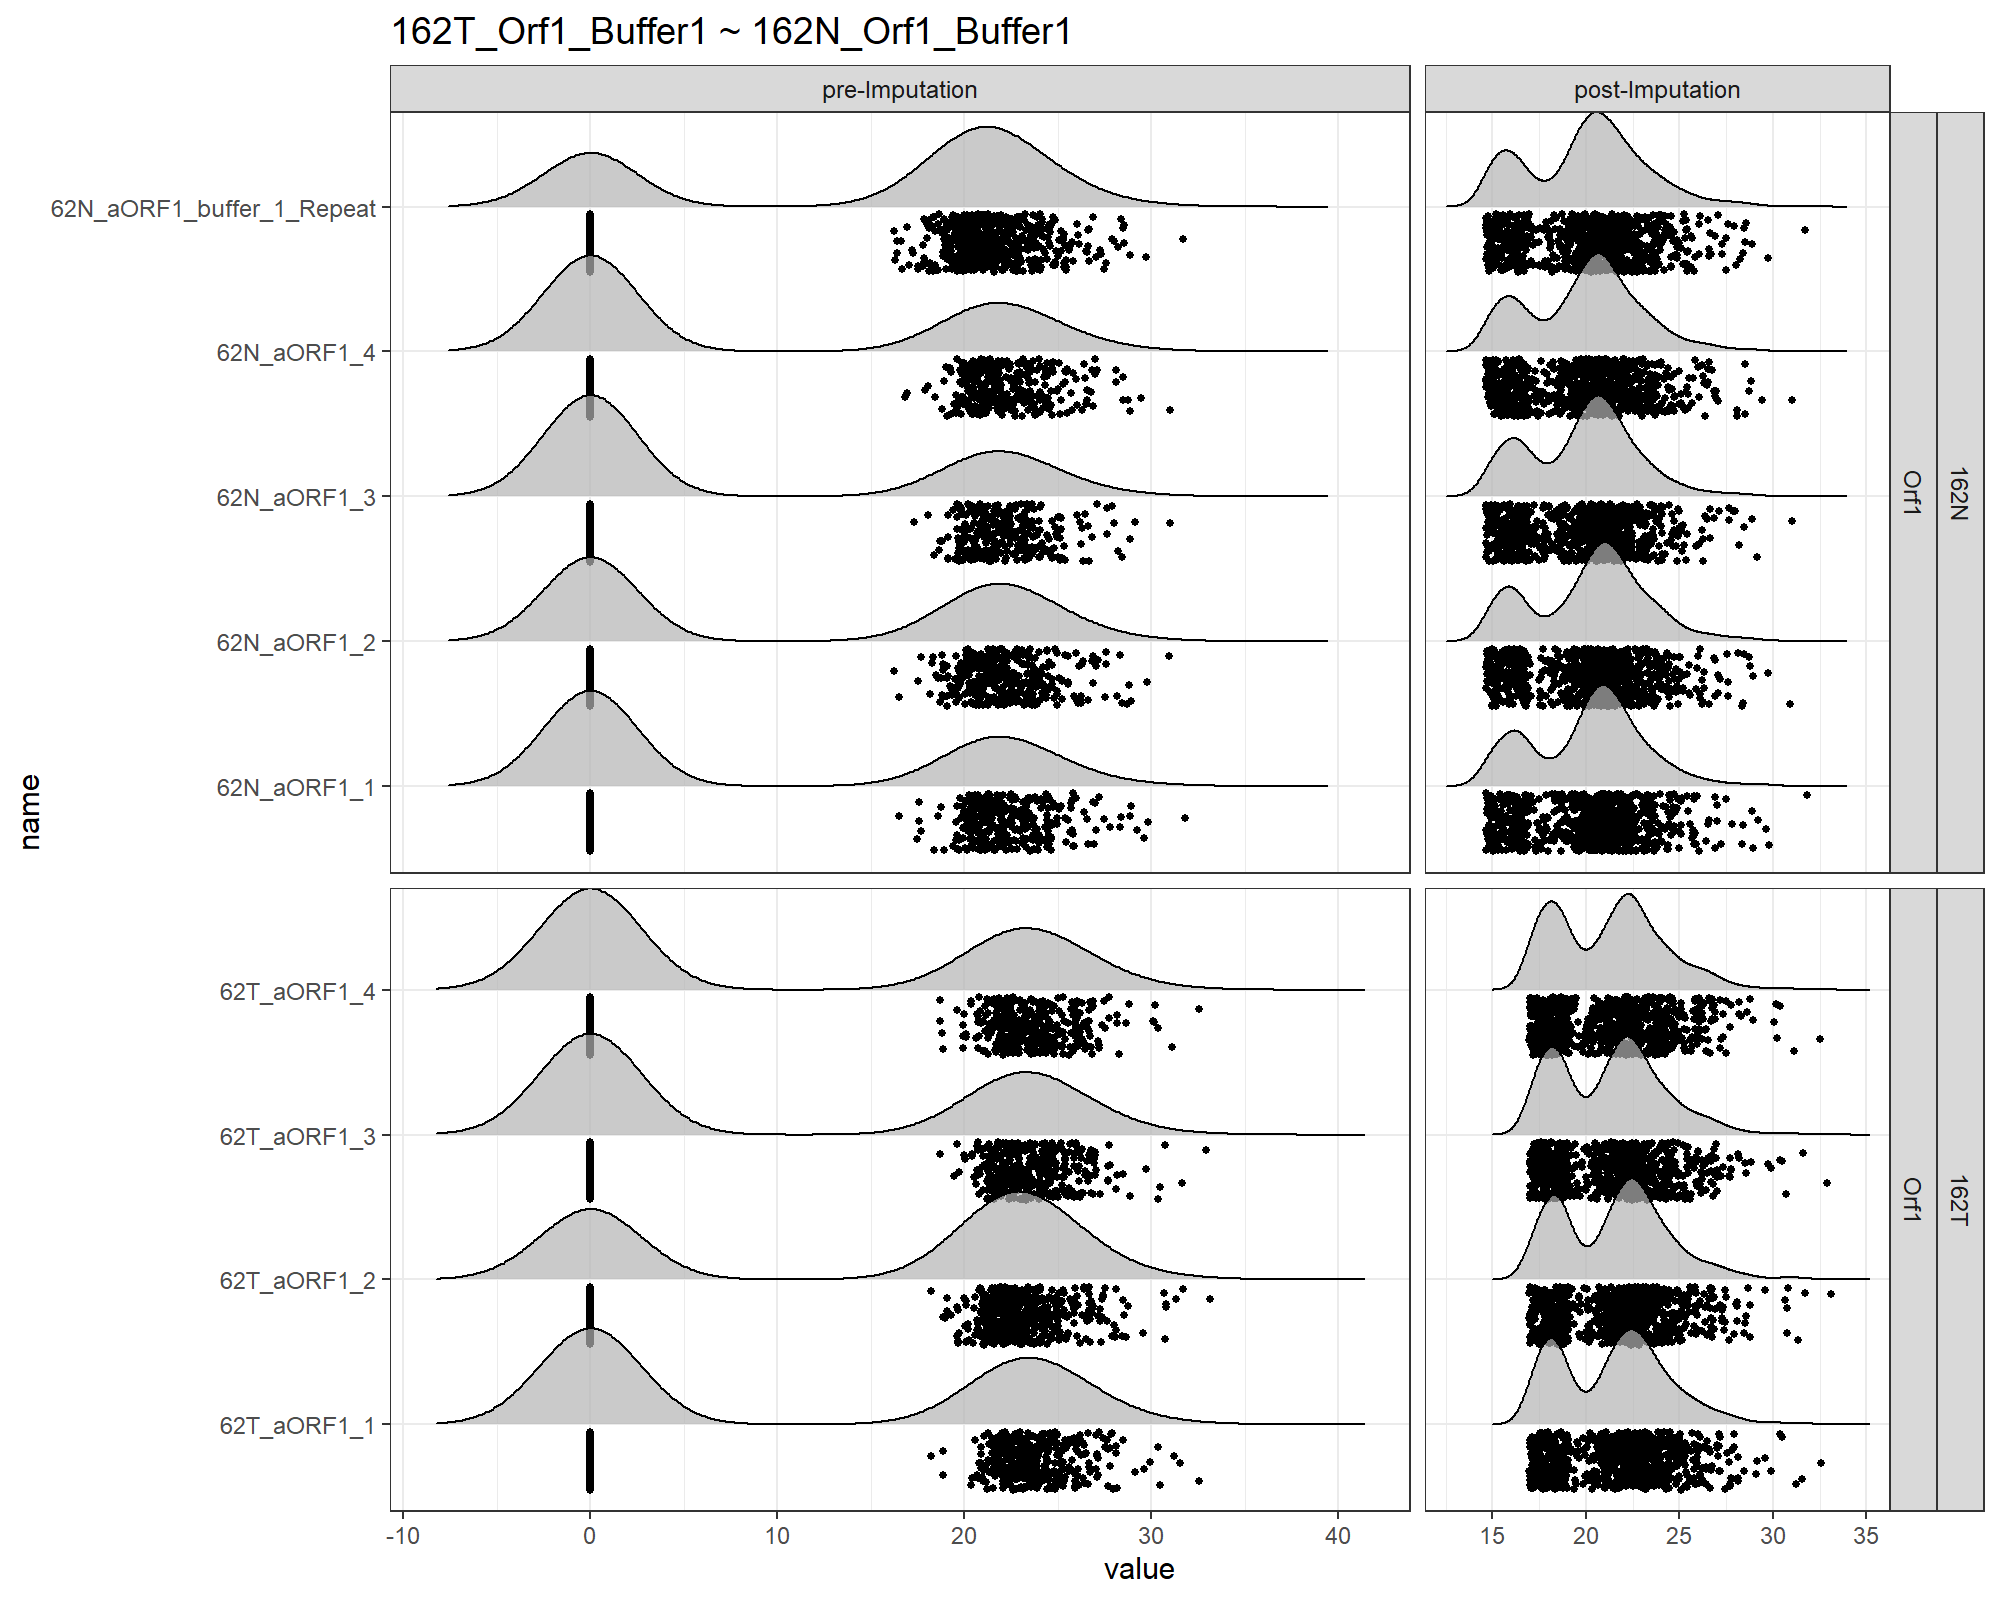 162T_Orf1_Buffer1 ~ 162N_Orf1_Buffer1
pre-Imputation
post-Imputation
62N_aORF1_buffer_1_Repeat
62N_aORF1_4
62N_aORF1_3
62N_aORF1_2
62N_aORF1_1
Orf1
162N
name
62T_aORF1_4
62T_aORF1_3
62T_aORF1_2
62T_aORF1_1
Orf1
162T
-10 0 10 20 30 40
15 20 25 30 35
value